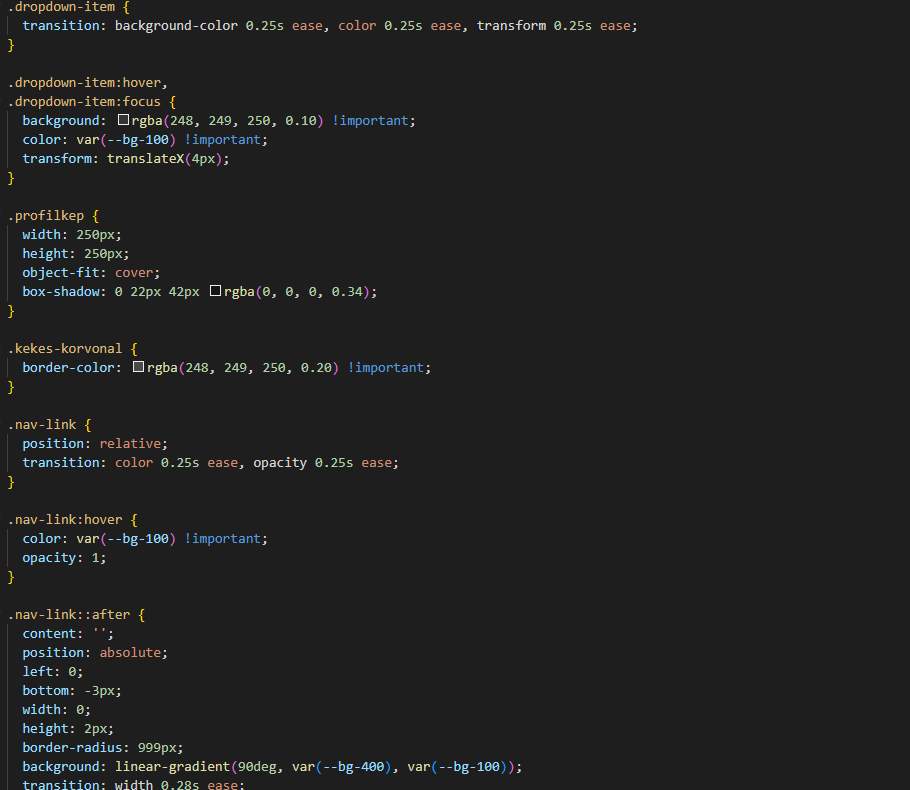 .dropdown-item {
transition: background-color 0.25s ease, color 0.25s ease, transform 0.25s ease;
}
.dropdown-item:hover,
.dropdown-item:focus {
background: rgba(248, 249, 250, 0.10) !important;
color: var(--bg-100) !important;
transform: translateX(4px);
}
.profilkep {
width: 250px;
height: 250px;
object-fit: cover;
box-shadow: 0 22px 42px rgba(0, 0, 0, 0.34);
}
.kekes-korvonal {
border-color: rgba(248, 249, 250, 0.20) !important;
}
.nav-link {
position: relative;
transition: color 0.25s ease, opacity 0.25s ease;
}
.nav-link:hover {
color: var(--bg-100) !important;
opacity: 1;
}
.nav-link::after {
content: '';
position: absolute;
left: 0;
bottom: -3px;
width: 0;
height: 2px;
border-radius: 999px;
background: linear-gradient(90deg, var(--bg-400), var(--bg-100));
transition: width 0.28s ease;